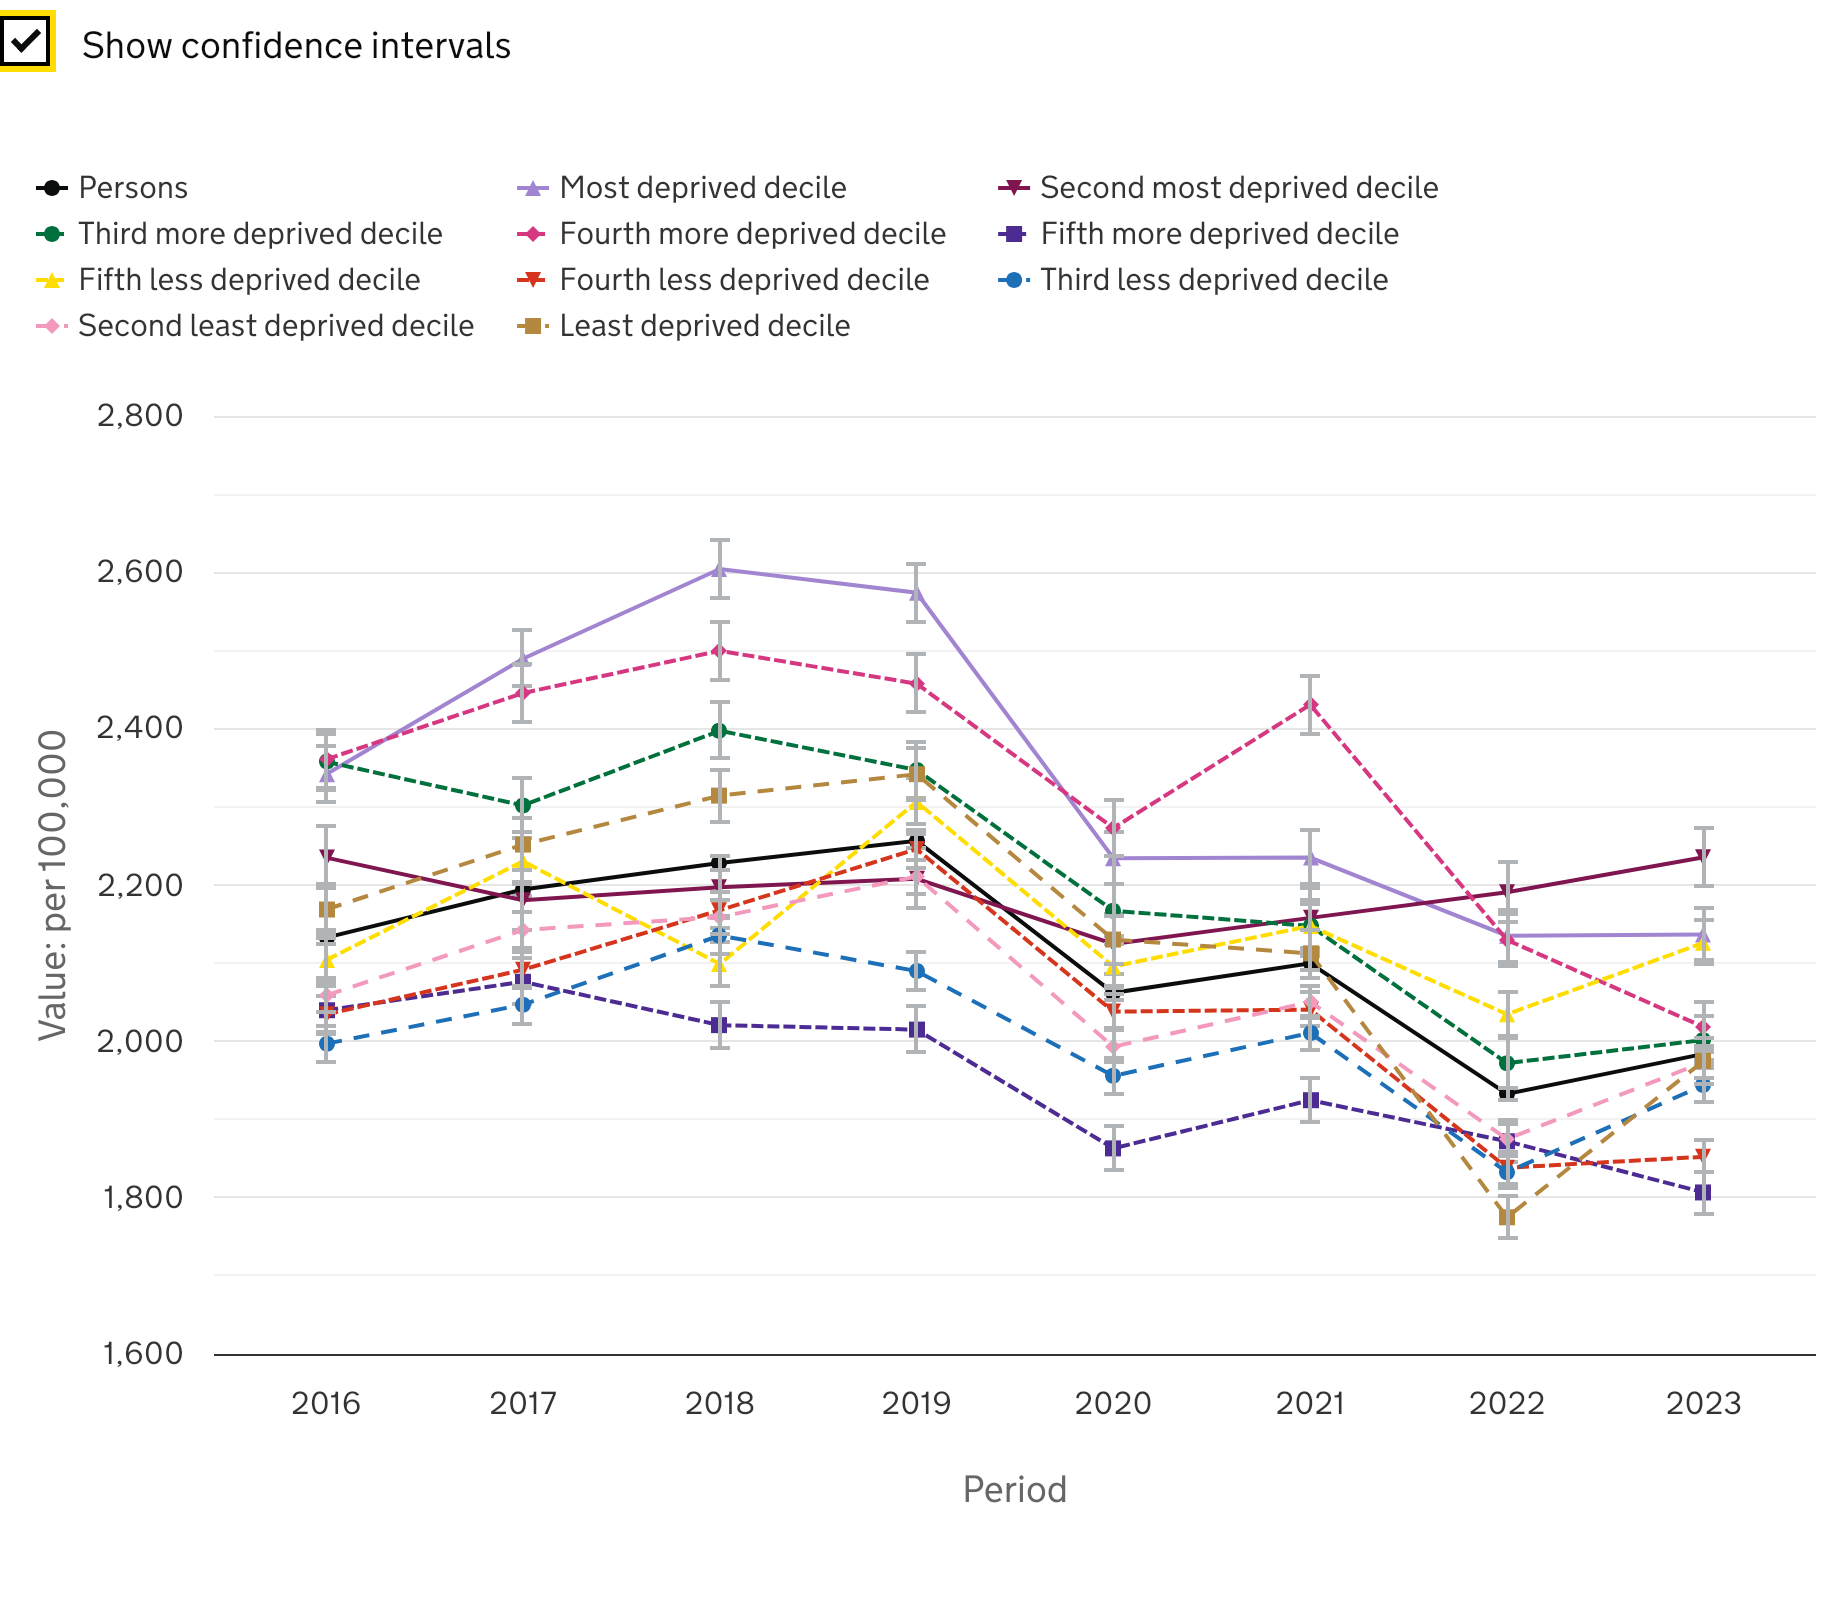 Show confidence intervals
Persons
Most deprived decile
Second most deprived decile
Third more deprived decile
Fourth more deprived decile
Fifth more deprived decile
Fifth less deprived decile
Fourth less deprived decile
Third less deprived decile
Second least deprived decile
Least deprived decile
2,800
2,600
2,400
2,200
2,000
1,800
1,600
Value: per 100,000
2016 2017 2018 2019 2020 2021 2022 2023
Period